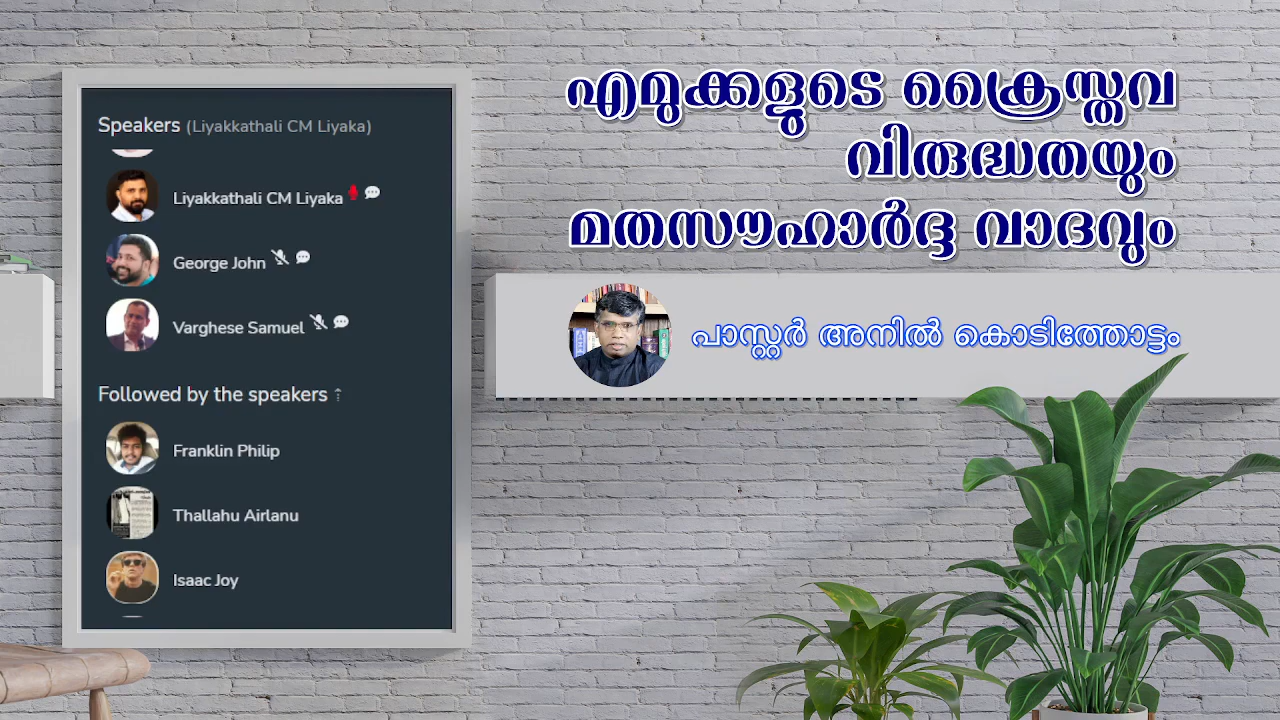 Speakers (Liyakkathali CM Liyaka)
Liyakkathali CM Liyaka
George John
Varghese Samuel
Followed by the speakers ⇡
Franklin Philip
Thallahu Airlanu
Isaac Joy
എമുക്കളുടെ ക്രൈസ്തവ
വിരുദ്ധതയും
മതസൗഹാർദ്ദ വാദവും
പാസ്റ്റർ അനിൽ കൊടിത്തോട്ടം